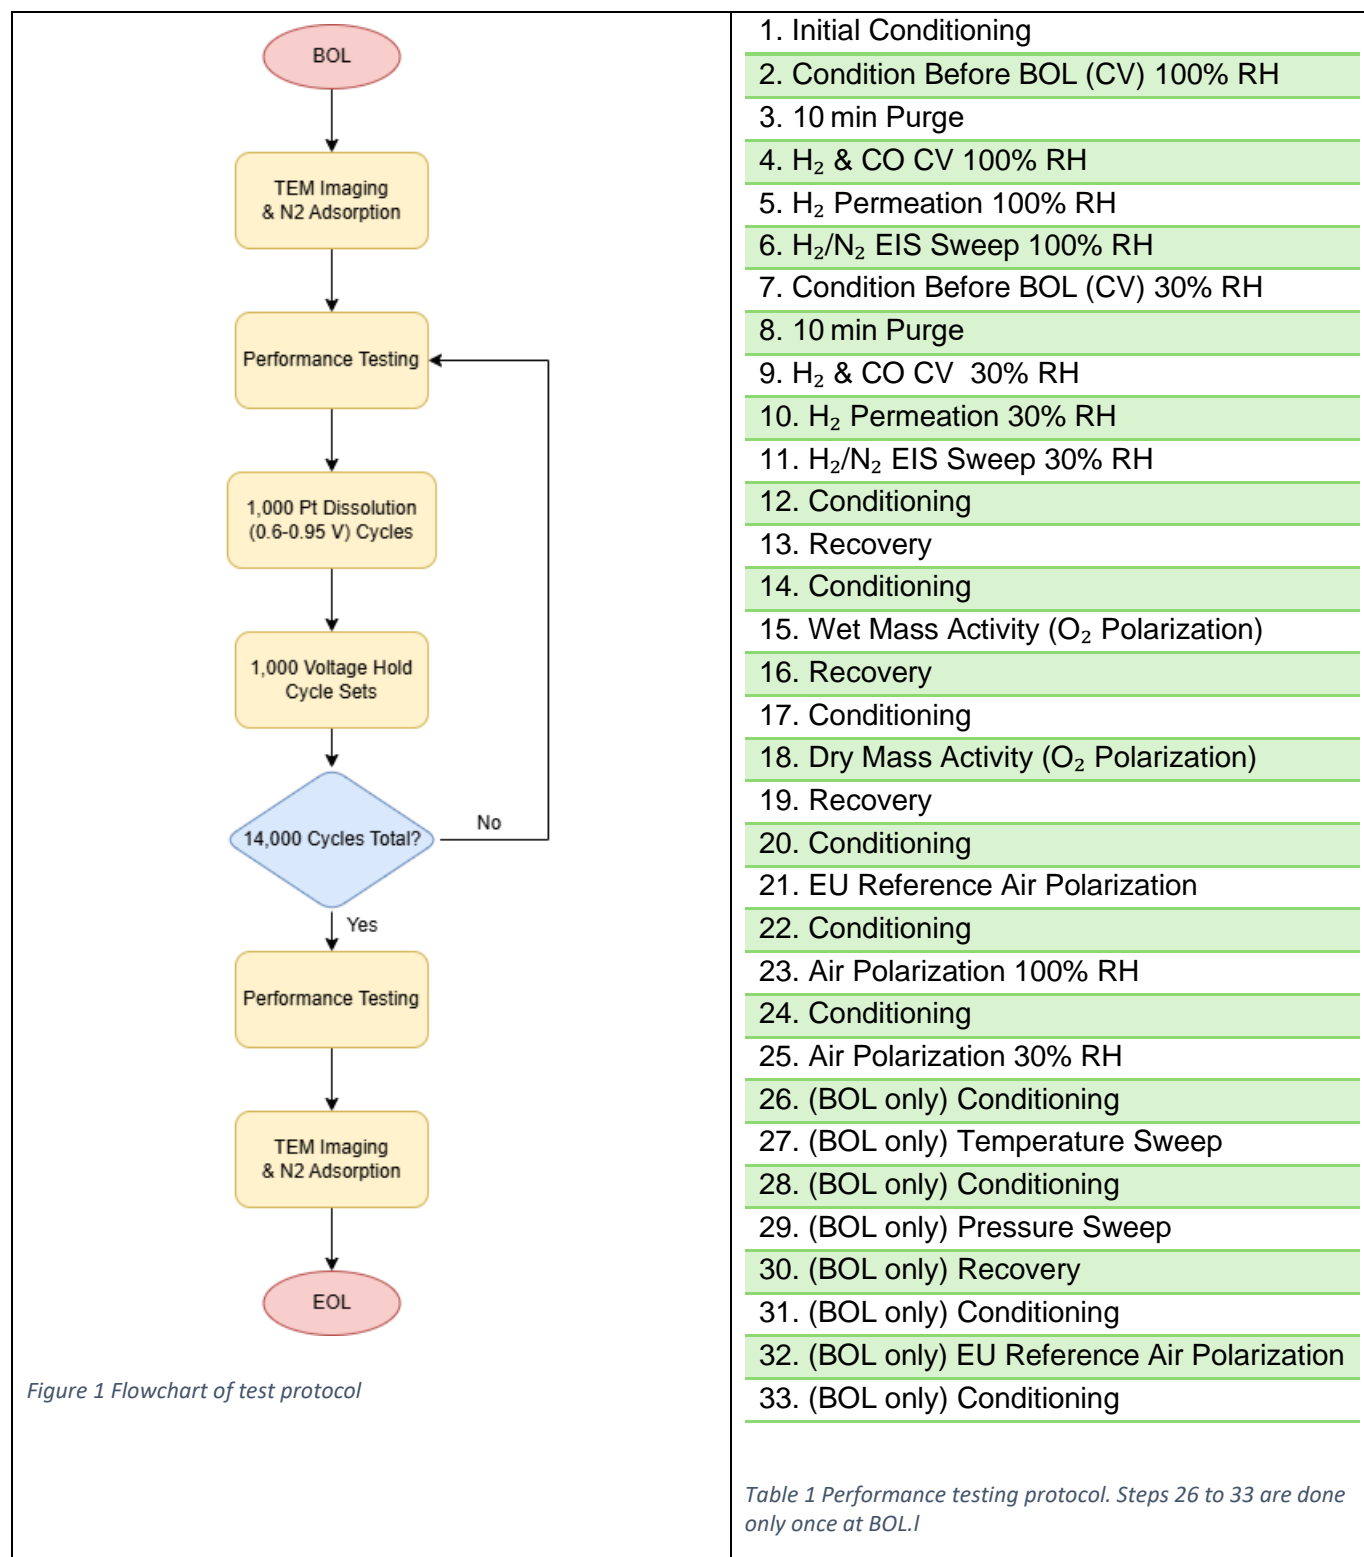 BOL
TEM Imaging
& N2 Adsorption
Performance Testing
1,000 Pt Dissolution
(0.6-0.95 V) Cycles
1,000 Voltage Hold
Cycle Sets
14,000 Cycles Total?
No
Yes
Performance Testing
TEM Imaging
& N2 Adsorption
EOL
Figure 1 Flowchart of test protocol
1. Initial Conditioning
2. Condition Before BOL (CV) 100% RH
3. 10 min Purge
4. H₂ & CO CV 100% RH
5. H₂ Permeation 100% RH
6. H₂/N₂ EIS Sweep 100% RH
7. Condition Before BOL (CV) 30% RH
8. 10 min Purge
9. H₂ & CO CV  30% RH
10. H₂ Permeation 30% RH
11. H₂/N₂ EIS Sweep 30% RH
12. Conditioning
13. Recovery
14. Conditioning
15. Wet Mass Activity (O₂ Polarization)
16. Recovery
17. Conditioning
18. Dry Mass Activity (O₂ Polarization)
19. Recovery
20. Conditioning
21. EU Reference Air Polarization
22. Conditioning
23. Air Polarization 100% RH
24. Conditioning
25. Air Polarization 30% RH
26. (BOL only) Conditioning
27. (BOL only) Temperature Sweep
28. (BOL only) Conditioning
29. (BOL only) Pressure Sweep
30. (BOL only) Recovery
31. (BOL only) Conditioning
32. (BOL only) EU Reference Air Polarization
33. (BOL only) Conditioning
Table 1 Performance testing protocol. Steps 26 to 33 are done
only once at BOL.l